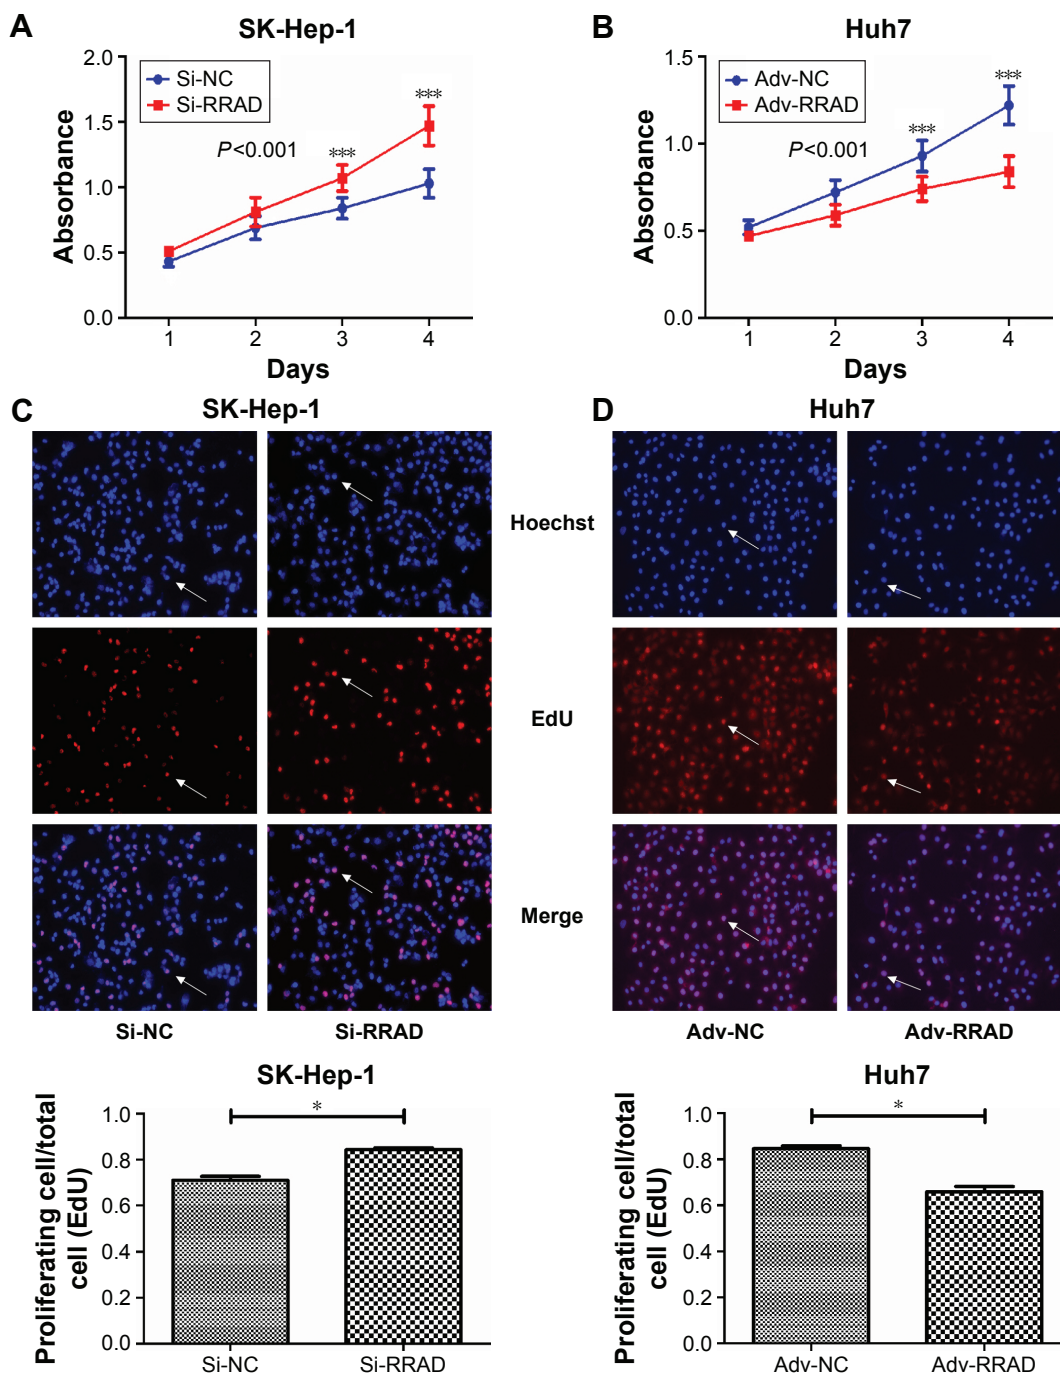 A
SK-Hep-1
2.0
1.5
1.0
0.5
0.0
Absorbance
Si-NC
Si-RRAD
P<0.001
***
***
1 2 3 4
Days
B
Huh7
1.5
1.0
0.5
0.0
Absorbance
Adv-NC
Adv-RRAD
P<0.001
***
***
1 2 3 4
Days
C
SK-Hep-1
D
Huh7
Hoechst
EdU
Merge
Si-NC
Si-RRAD
Adv-NC
Adv-RRAD
SK-Hep-1
Proliferating cell/total
cell (EdU)
1.0
0.8
0.6
0.4
0.2
0.0
*
Si-NC
Si-RRAD
Huh7
Proliferating cell/total
cell (EdU)
1.0
0.8
0.6
0.4
0.2
0.0
*
Adv-NC
Adv-RRAD